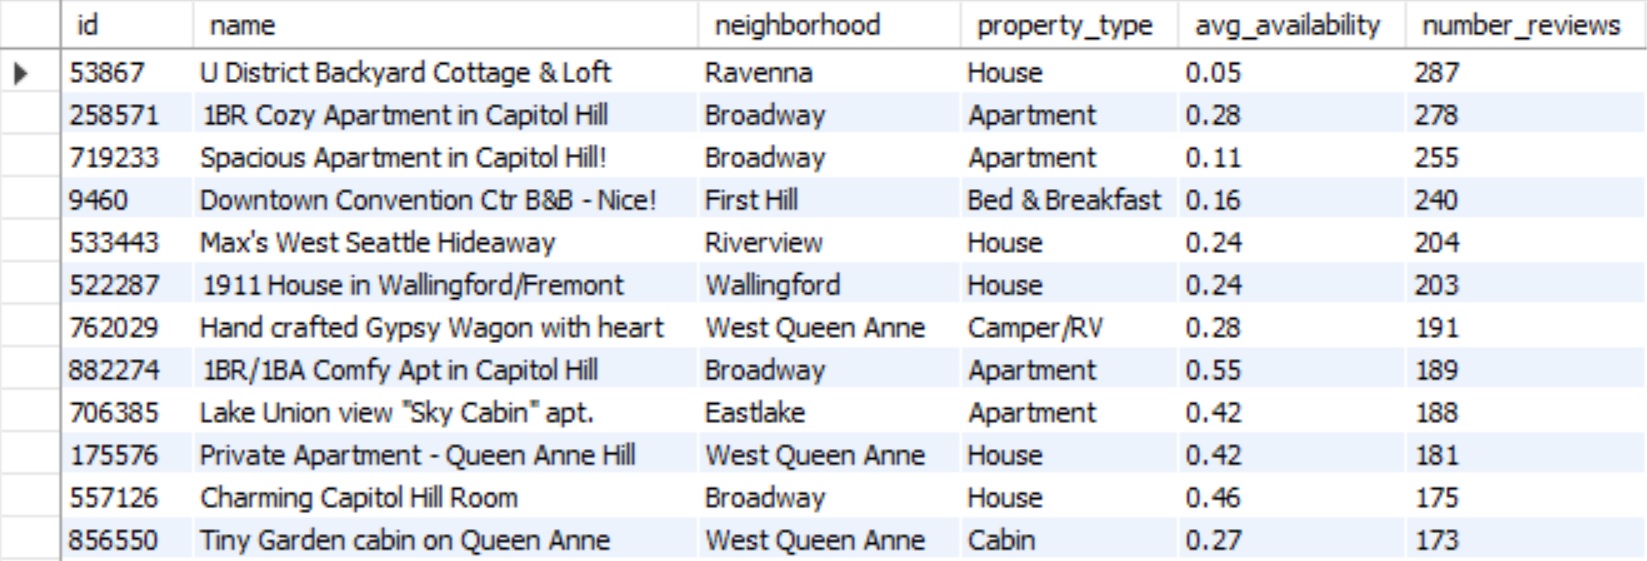 id name neighborhood property_type avg_availability number_reviews
53867 U District Backyard Cottage & Loft Ravenna House 0.05 287
258571 1BR Cozy Apartment in Capitol Hill Broadway Apartment 0.28 278
719233 Spacious Apartment in Capitol Hill! Broadway Apartment 0.11 255
9460 Downtown Convention Ctr B&B - Nice! First Hill Bed & Breakfast 0.16 240
533443 Max's West Seattle Hideaway Riverview House 0.24 204
522287 1911 House in Wallingford/Fremont Wallingford House 0.24 203
762029 Hand crafted Gypsy Wagon with heart West Queen Anne Camper/RV 0.28 191
882274 1BR/1BA Comfy Apt in Capitol Hill Broadway Apartment 0.55 189
706385 Lake Union view "Sky Cabin" apt. Eastlake Apartment 0.42 188
175576 Private Apartment - Queen Anne Hill West Queen Anne House 0.42 181
557126 Charming Capitol Hill Room Broadway House 0.46 175
856550 Tiny Garden cabin on Queen Anne West Queen Anne Cabin 0.27 173